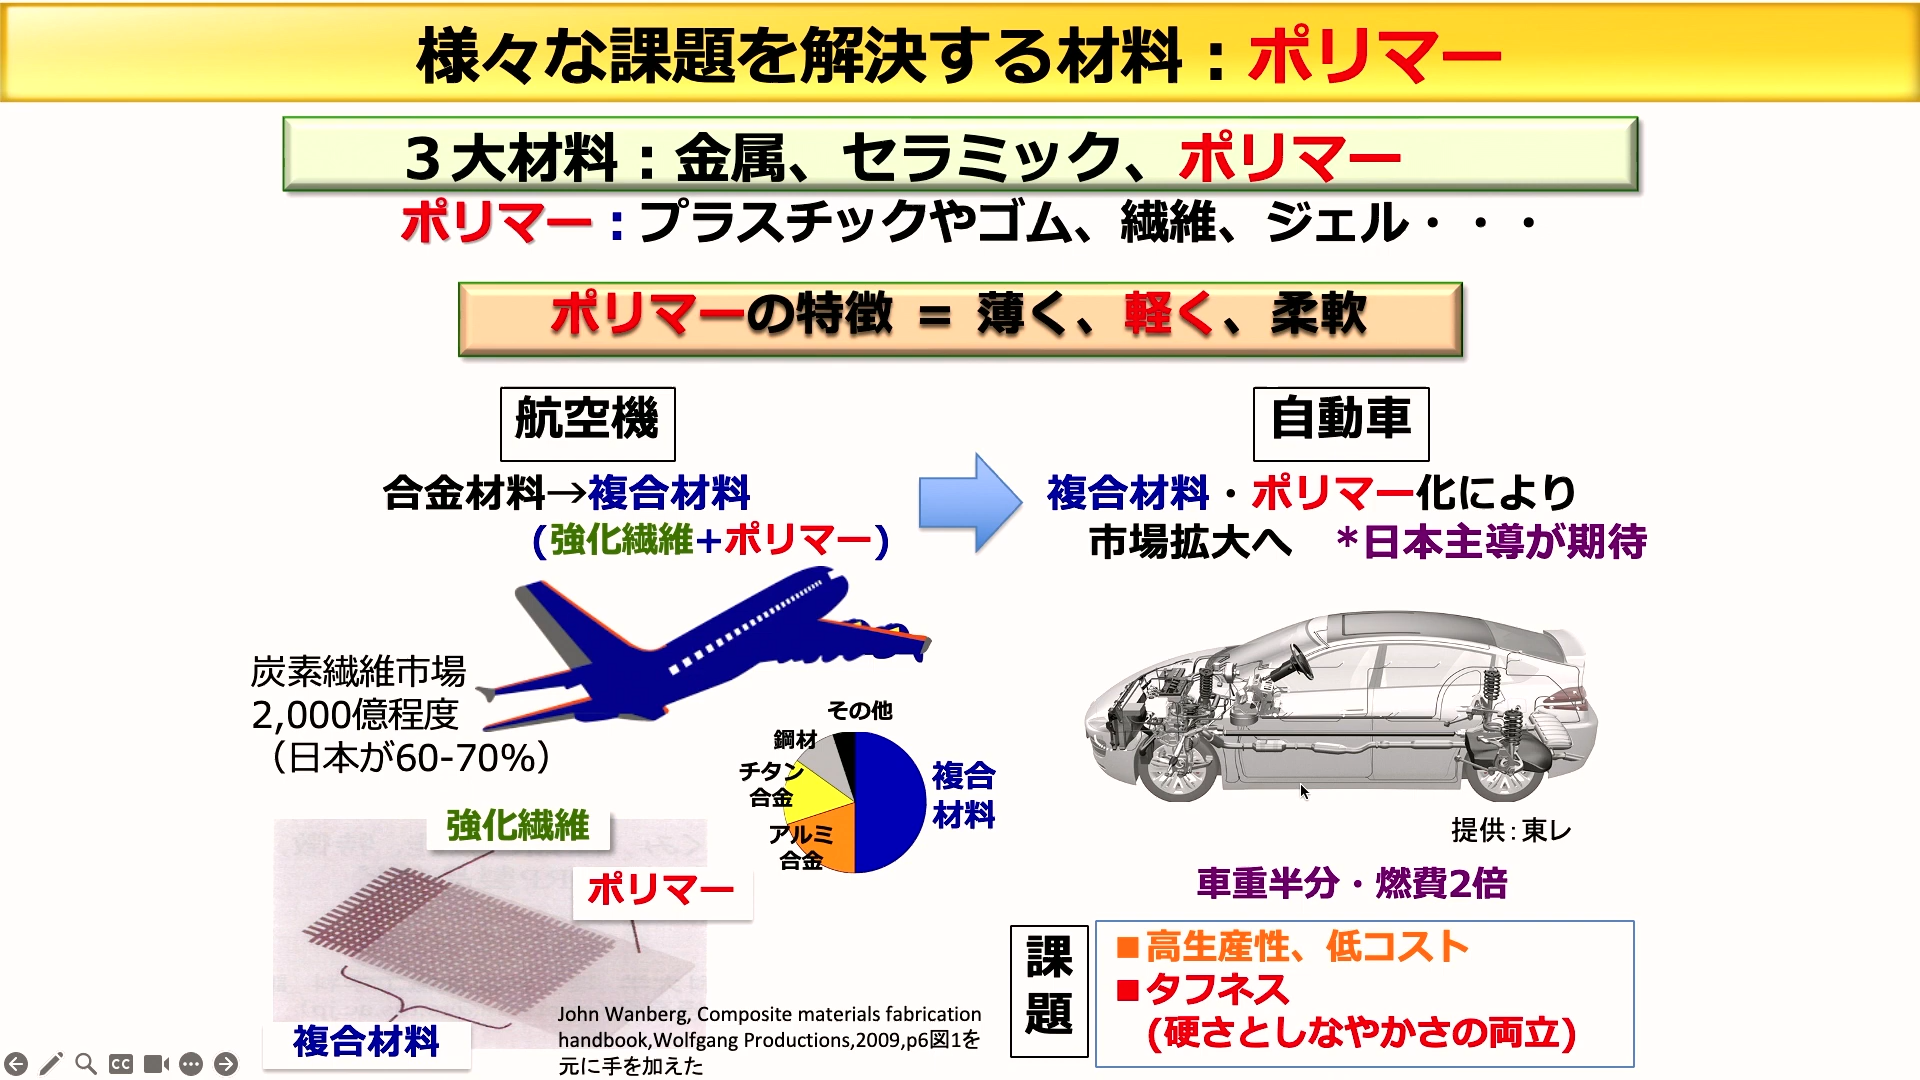 様々な課題を解決する材料：ポリマー
３大材料：金属、セラミック、ポリマー
ポリマー：プラスチックやゴム、繊維、ジェル・・・
ポリマーの特徴 ＝ 薄く、軽く、柔軟
航空機
合金材料→複合材料
(強化繊維+ポリマー)
自動車
複合材料・ポリマー化により
市場拡大へ *日本主導が期待
炭素繊維市場
2,000億程度
（日本が60-70%）
その他
鋼材
チタン
合金
アルミ
合金
複合
材料
強化繊維
ポリマー
複合材料
John Wanberg, Composite materials fabrication
handbook,Wolfgang Productions,2009,p6図1を
元に手を加えた
提供：東レ
車重半分・燃費2倍
課
題
■高生産性、低コスト
■タフネス
(硬さとしなやかさの両立)
CC